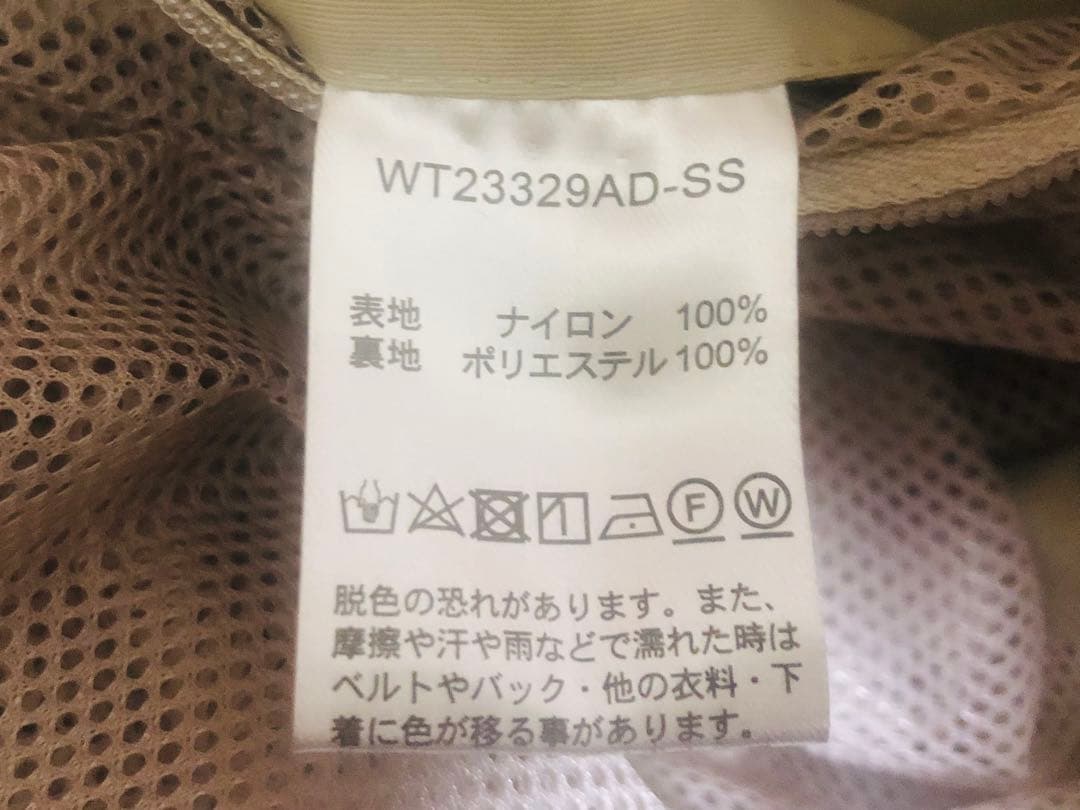 WT23329AD-SS
表地 ナイロン 100%
裏地 ポリエステル 100%
F W
脱色の恐れがあります。また、
摩擦や汗や雨などで濡れた時は
ベルトやバック・他の衣料・下
着に色が移る事があります。